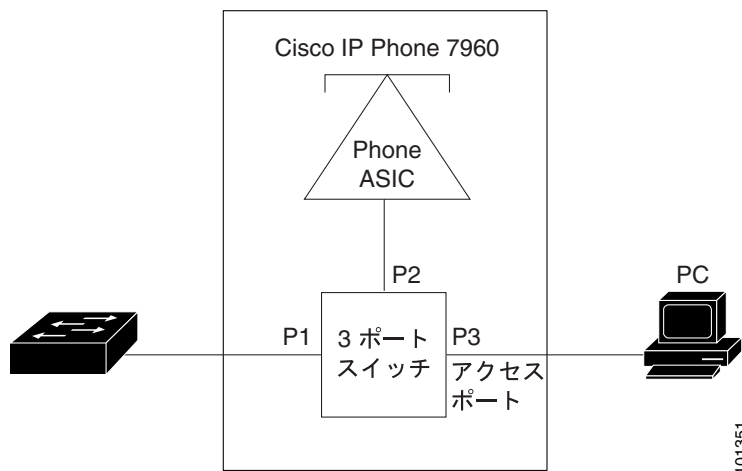 Cisco IP Phone 7960
Phone
ASIC
P2
PC
P1
3 ポート
スイッチ
P3
アクセス
ポート
101351